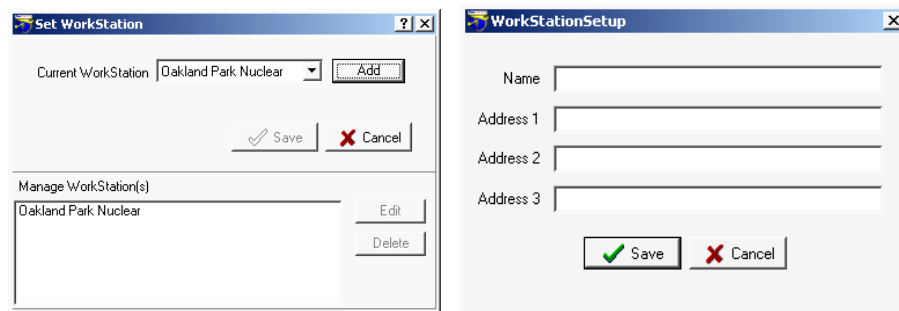 Set WorkStation ? X
Current WorkStation Oakland Park Nuclear Add
Save Cancel
Manage WorkStation(s)
Oakland Park Nuclear
Edit
Delete
WorkStationSetup X
Name
Address 1
Address 2
Address 3
Save Cancel